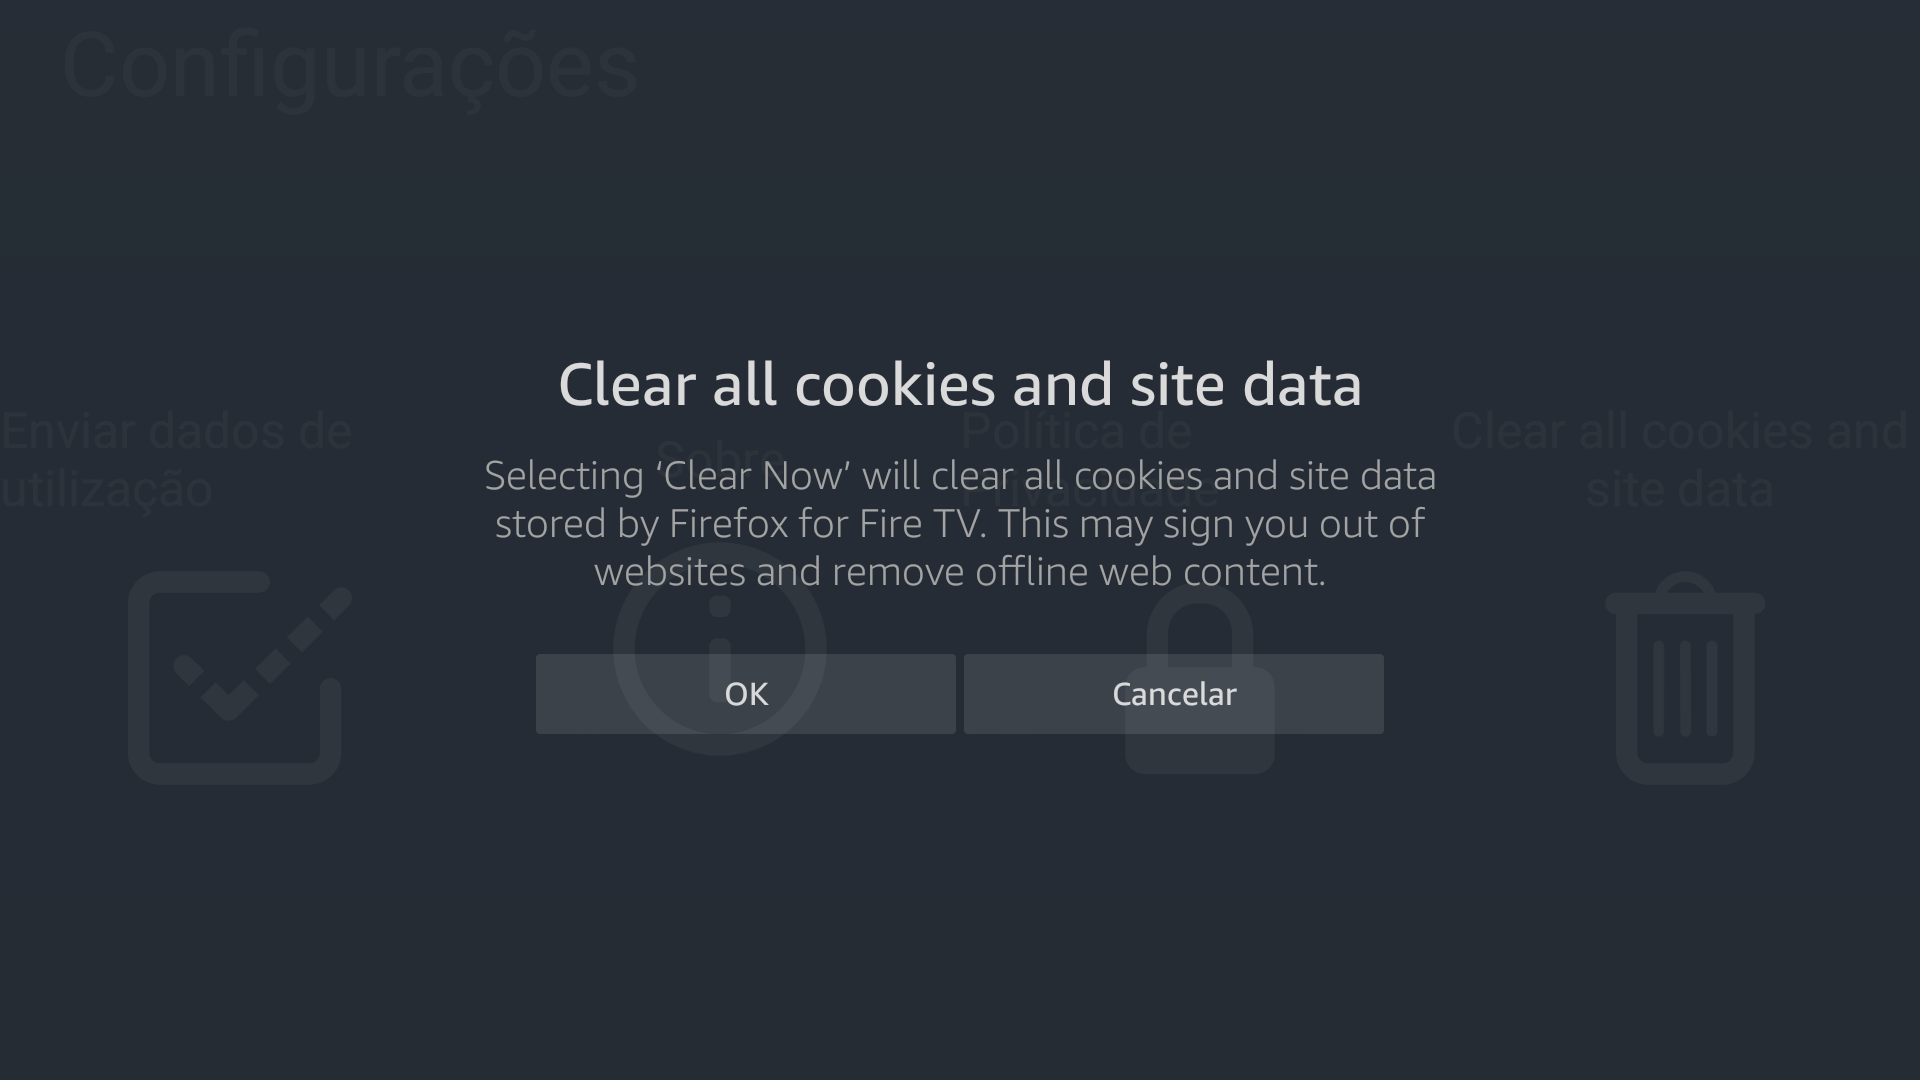 Configurações
Clear all cookies and site data
Selecting ‘Clear Now’ will clear all cookies and site data
stored by Firefox for Fire TV. This may sign you out of
websites and remove offline web content.
OK
Cancelar
Enviar dados de
utilização
Sobre
Política de
Privacidade
Clear all cookies and
site data